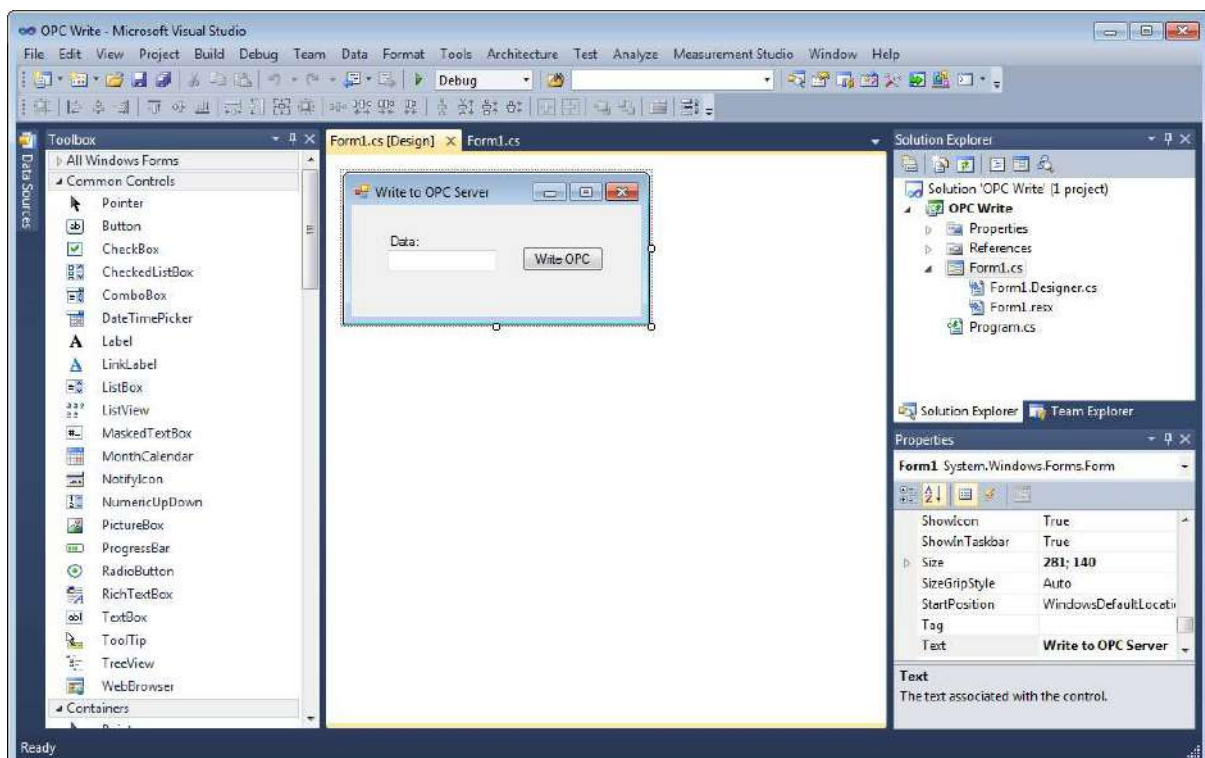 OPC Write - Microsoft Visual Studio
File Edit View Project Build Debug Team Data Format Tools Architecture Test Analyze Measurement Studio Window Help
Debug
Data Sources
Toolbox
All Windows Forms
Common Controls
Pointer
Button
CheckBox
CheckedListBox
ComboBox
DateTimePicker
Label
LinkLabel
ListBox
ListView
MaskedTextBox
MonthCalendar
NotifyIcon
NumericUpDown
PictureBox
ProgressBar
RadioButton
RichTextBox
TextBox
ToolTip
TreeView
WebBrowser
Containers
Form1.cs [Design] Form1.cs
Write to OPC Server
Data:
Write OPC
Solution Explorer
Solution 'OPC Write' (1 project)
OPC Write
Properties
References
Form1.cs
Form1.Designer.cs
Form1.resx
Program.cs
Solution Explorer Team Explorer
Properties
Form1 System.Windows.Forms.Form
ShowIcon True
ShowInTaskbar True
Size 281; 140
SizeGripStyle Auto
StartPosition WindowsDefaultLocati
Tag
Text Write to OPC Server
Text
The text associated with the control.
Ready